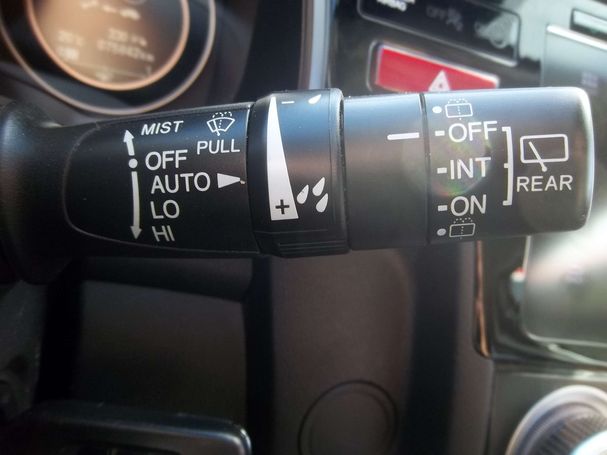 MIST
PULL
OFF
AUTO
LO
HI
− 
+
OFF
INT
ON
REAR